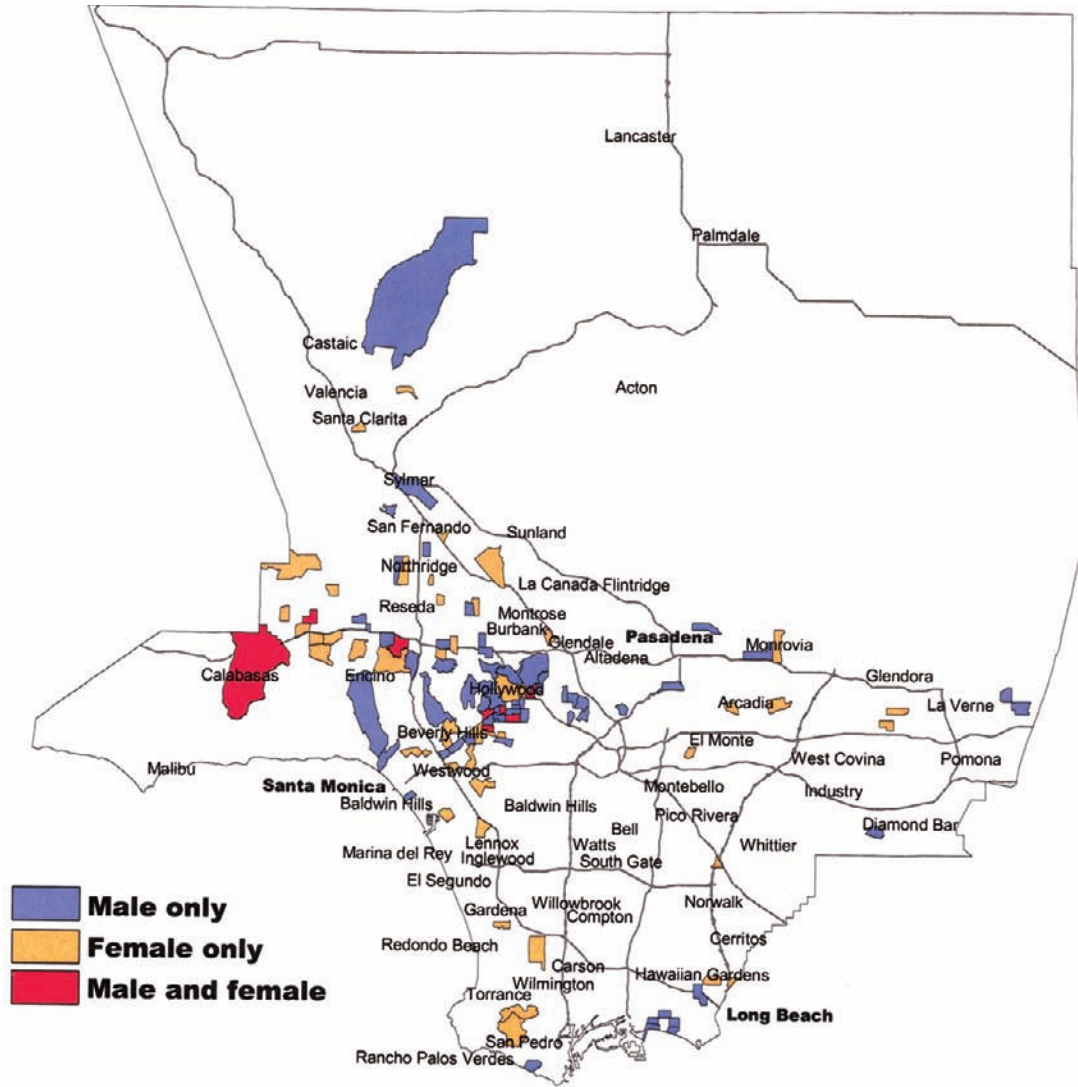 Lancaster
Palmdale
Castaic
Acton
Valencia
Santa Clarita
Sylmar
San Fernando
Sunland
Northridge
La Canada Flintridge
Reseda
Montrose
Burbank
Glendale
Pasadena
Altadena
Monrovia
Calabasas
Encino
Hollywood
Glendora
Arcadia
La Verne
Beverly Hills
El Monte
West Covina
Pomona
Malibu
Westwood
Santa Monica
Montebello
Industry
Baldwin Hills
Baldwin Hills
Pico Rivera
Diamond Bar
Bell
Lennox
Watts
Whittier
Marina del Rey
Inglewood
South Gate
El Segundo
Male only
Gardena
Willowbrook
Compton
Norwalk
Female only
Redondo Beach
Cerritos
Carson
Hawaiian Gardens
Male and female
Wilmington
Torrance
Long Beach
San Pedro
Rancho Palos Verdes